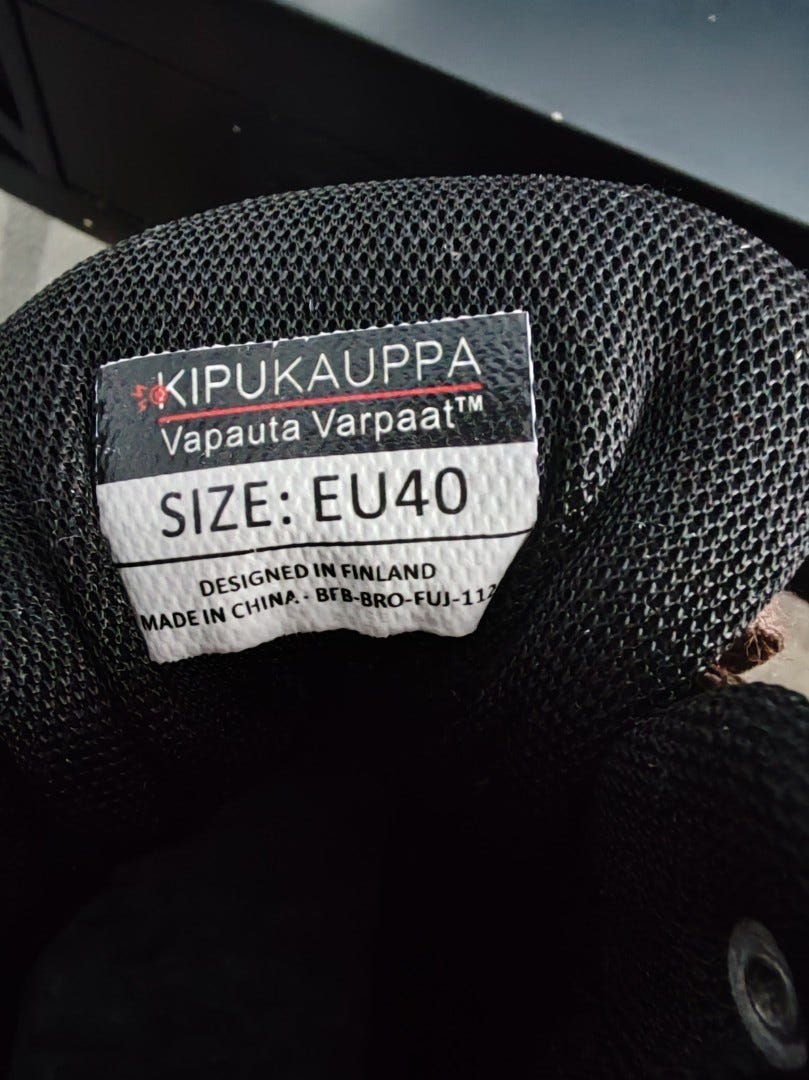 KIPUKAUPPA
Vapauta Varpaat™
SIZE: EU40
DESIGNED IN FINLAND
MADE IN CHINA - BFB-BRO-FUJ-112